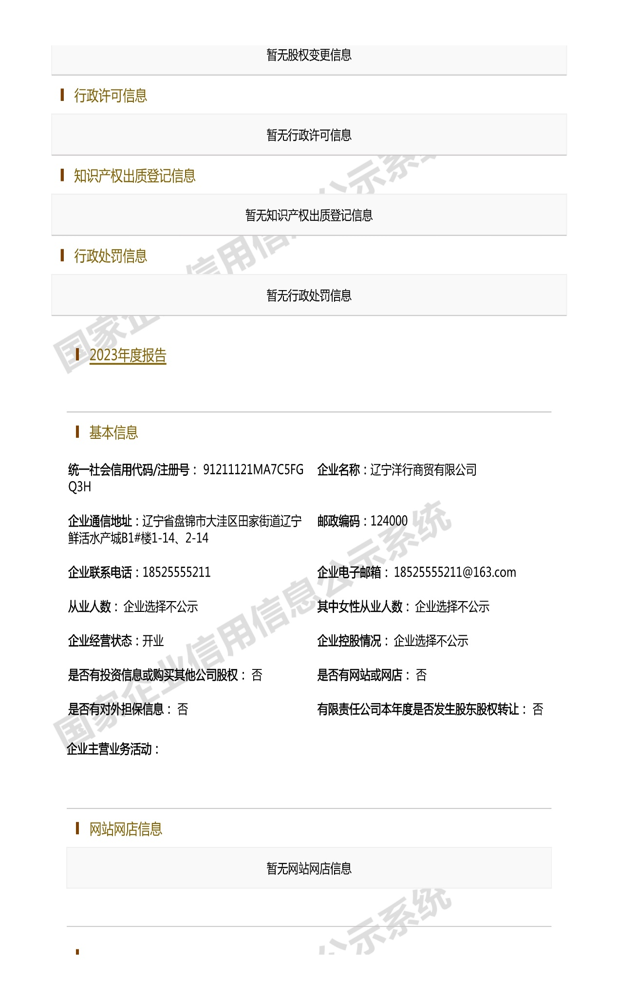 暂无股权变更信息
行政许可信息
暂无行政许可信息
知识产权出质登记信息
暂无知识产权出质登记信息
行政处罚信息
暂无行政处罚信息
2023年度报告
基本信息
统一社会信用代码/注册号： 91211121MA7C5FG
Q3H
企业名称：辽宁洋行商贸有限公司
企业通信地址：辽宁省盘锦市大洼区田家街道辽宁
鲜活水产城B1#楼1-14、2-14
邮政编码：124000
企业联系电话：18525555211
企业电子邮箱： 18525555211@163.com
从业人数： 企业选择不公示
其中女性从业人数： 企业选择不公示
企业经营状态：开业
企业控股情况： 企业选择不公示
是否有投资信息或购买其他公司股权： 否
是否有网站或网店： 否
是否有对外担保信息： 否
有限责任公司本年度是否发生股东股权转让： 否
企业主营业务活动：
网站网店信息
暂无网站网店信息
国家企业信用信息公示系统